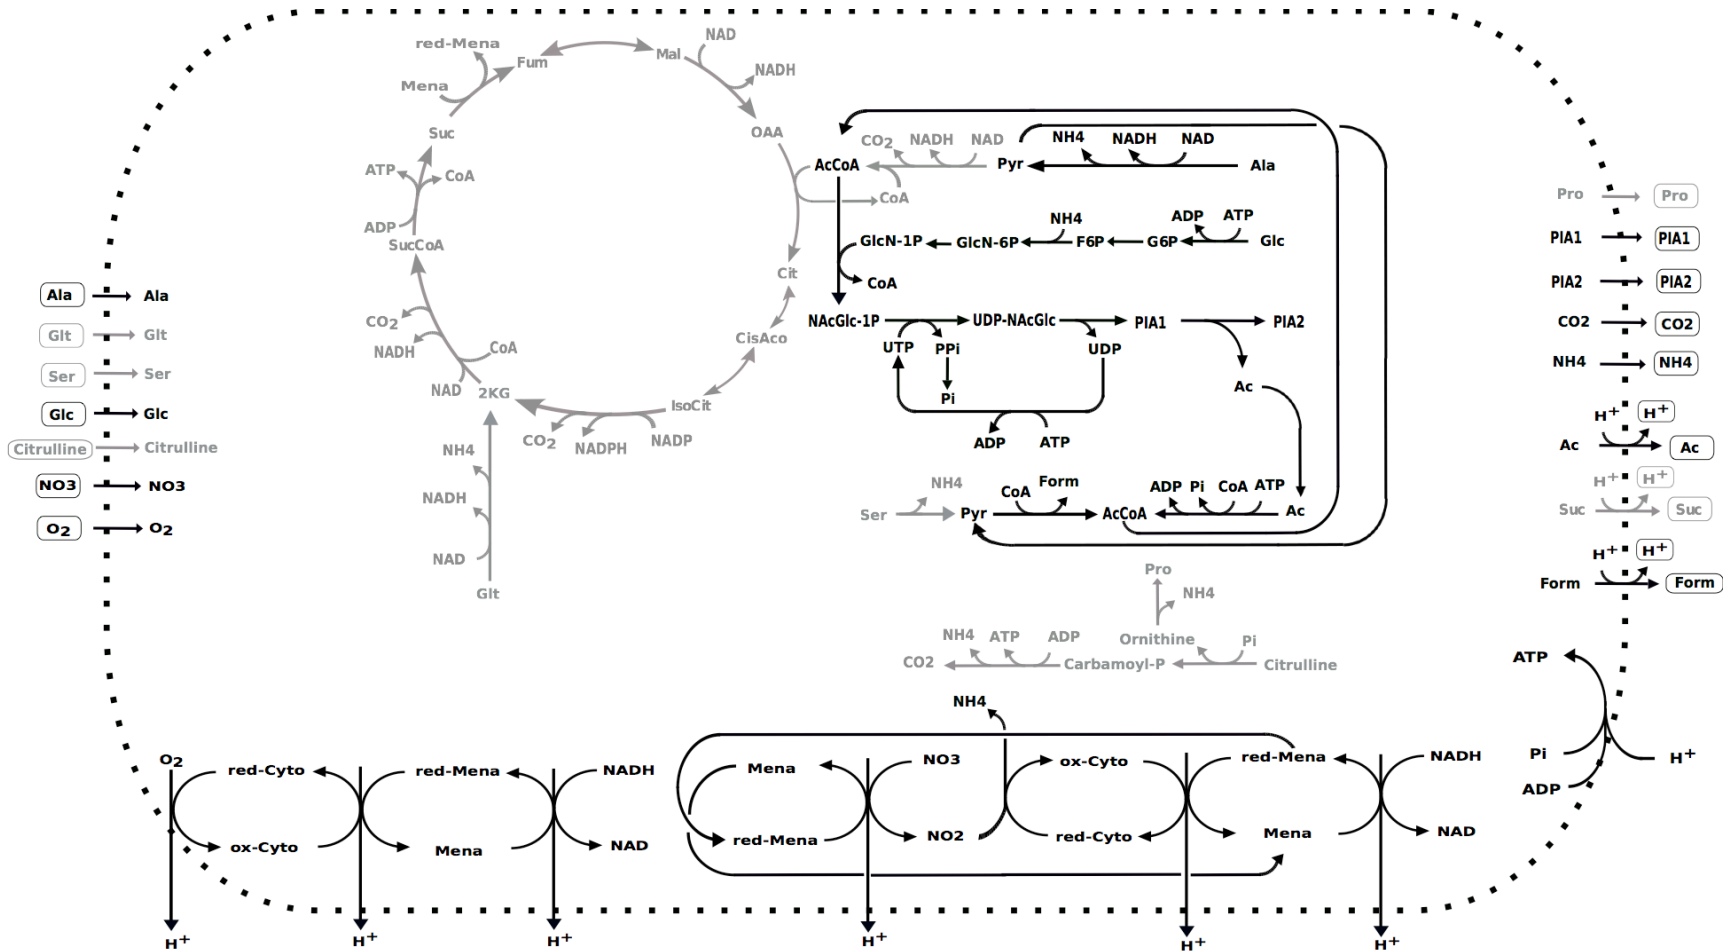 red-Mena
Mena
Fum
Mal
NAD
NADH
OAA
Suc
ATP
CoA
ADP
SucCoA
CO2
NADH
CoA
NAD
2KG
Cit
CisAco
IsoCit
CO2
NADPH
NADP
NH4
NADH
NAD
Glt
AcCoA
CO2
NADH
NAD
CoA
Pyr
NH4
NADH
NAD
Ala
GlcN-1P
GlcN-6P
NH4
F6P
G6P
ADP
ATP
Glc
CoA
NAcGlc-1P
UDP-NAcGlc
PIA1
PIA2
UTP
PPi
UDP
Pi
ADP
ATP
Ac
Ser
NH4
Pyr
CoA
Form
AcCoA
ADP
Pi
CoA
ATP
Ac
Pro
NH4
Ornithine
Pi
NH4
ATP
ADP
CO2
Carbamoyl-P
Citrulline
Ala Ala
Glt Glt
Ser Ser
Glc Glc
Citrulline Citrulline
NO3 NO3
O2 O2
Pro Pro
PIA1 PIA1
PIA2 PIA2
CO2 CO2
NH4 NH4
H+ H+
Ac Ac
H+ H+
Suc Suc
H+ H+
Form Form
ATP
Pi
H+
ADP
O2
red-Cyto
red-Mena
NADH
ox-Cyto
Mena
NAD
H+
H+
H+
NH4
Mena
NO3
ox-Cyto
red-Mena
NADH
red-Mena
NO2
red-Cyto
Mena
NAD
H+
H+
H+